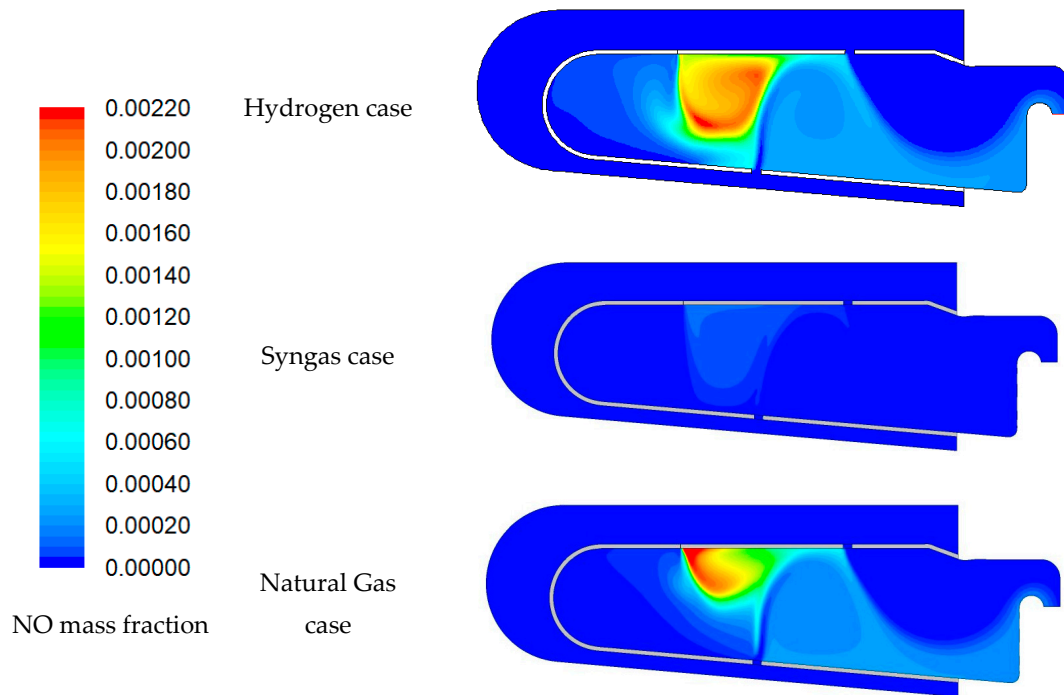 0.00220
0.00200
0.00180
0.00160
0.00140
0.00120
0.00100
0.00080
0.00060
0.00040
0.00020
0.00000
NO mass fraction
Hydrogen case
Syngas case
Natural Gas
case